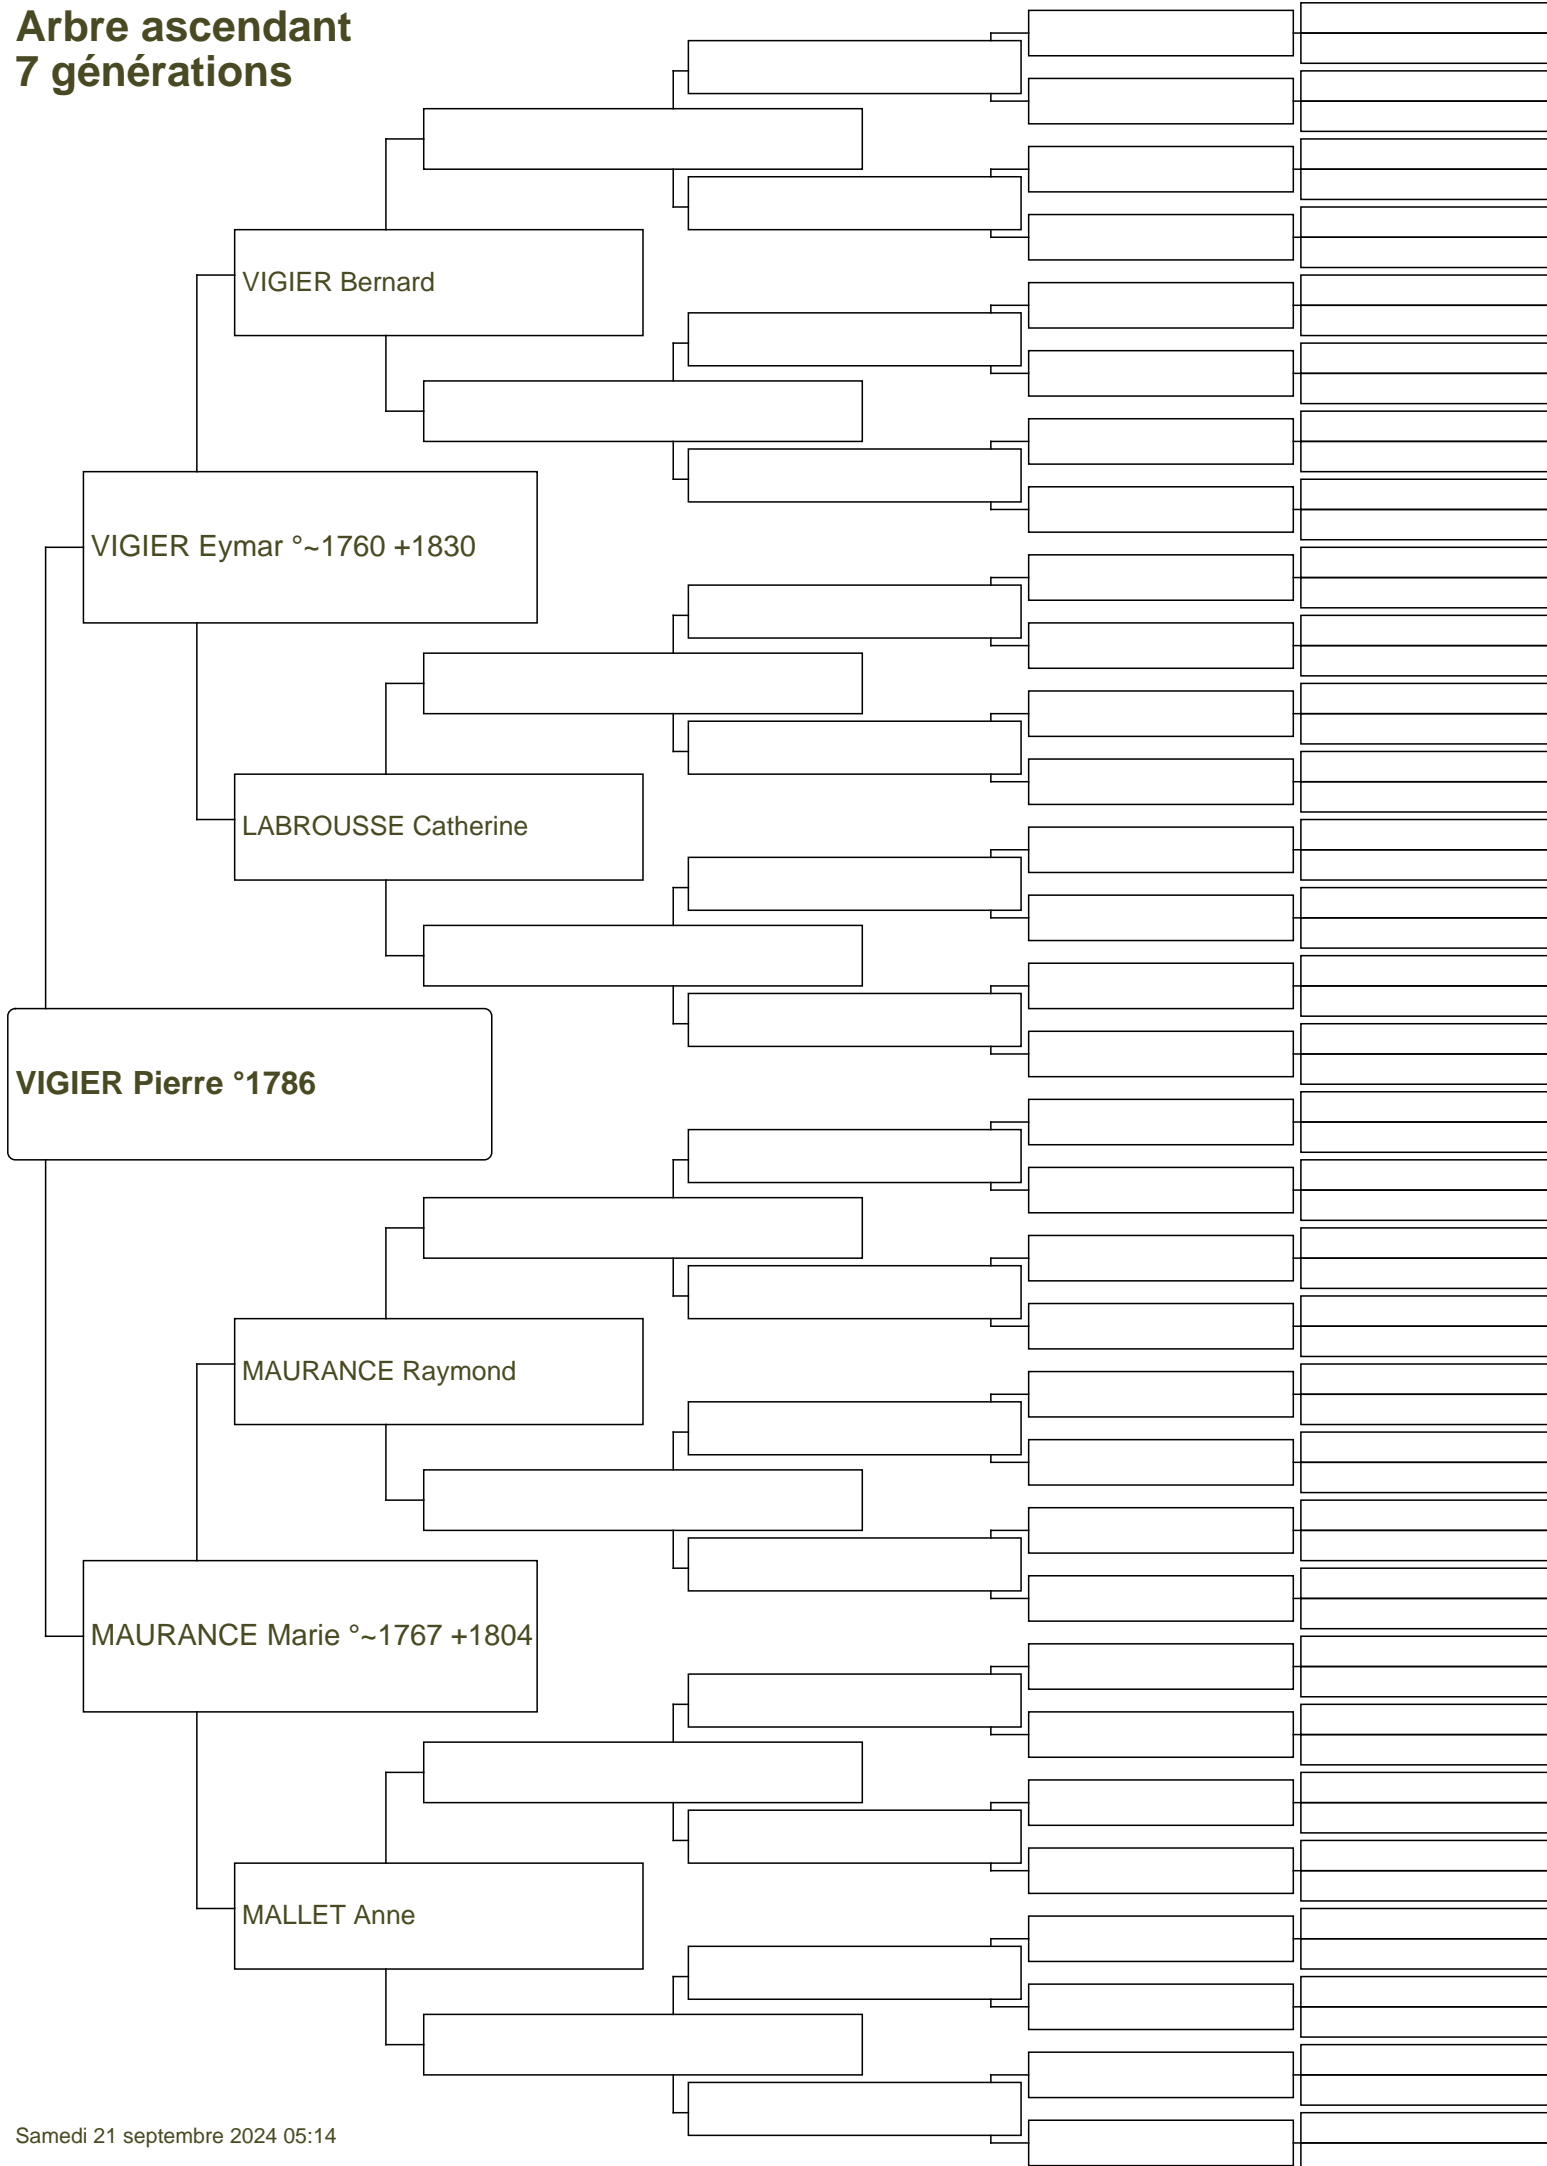 Arbre ascendant
7 générations
VIGIER Bernard
VIGIER Eymar °~1760 +1830
LABROUSSE Catherine
VIGIER Pierre °1786
MAURANCE Raymond
MAURANCE Marie °~1767 +1804
MALLET Anne
Samedi 21 septembre 2024 05:14